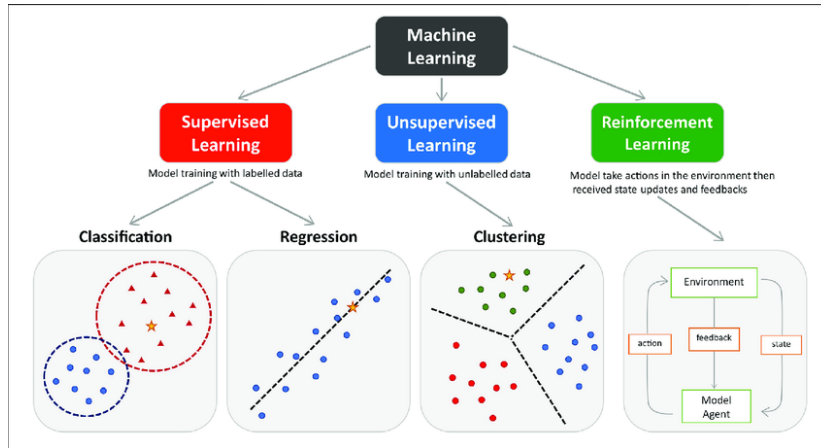 Machine
Learning
Supervised
Learning
Unsupervised
Learning
Reinforcement
Learning
Model training with labelled data
Model training with unlabelled data
Model take actions in the environment then
received state updates and feedbacks
Classification
Regression
Clustering
Environment
action
feedback
state
Model
Agent